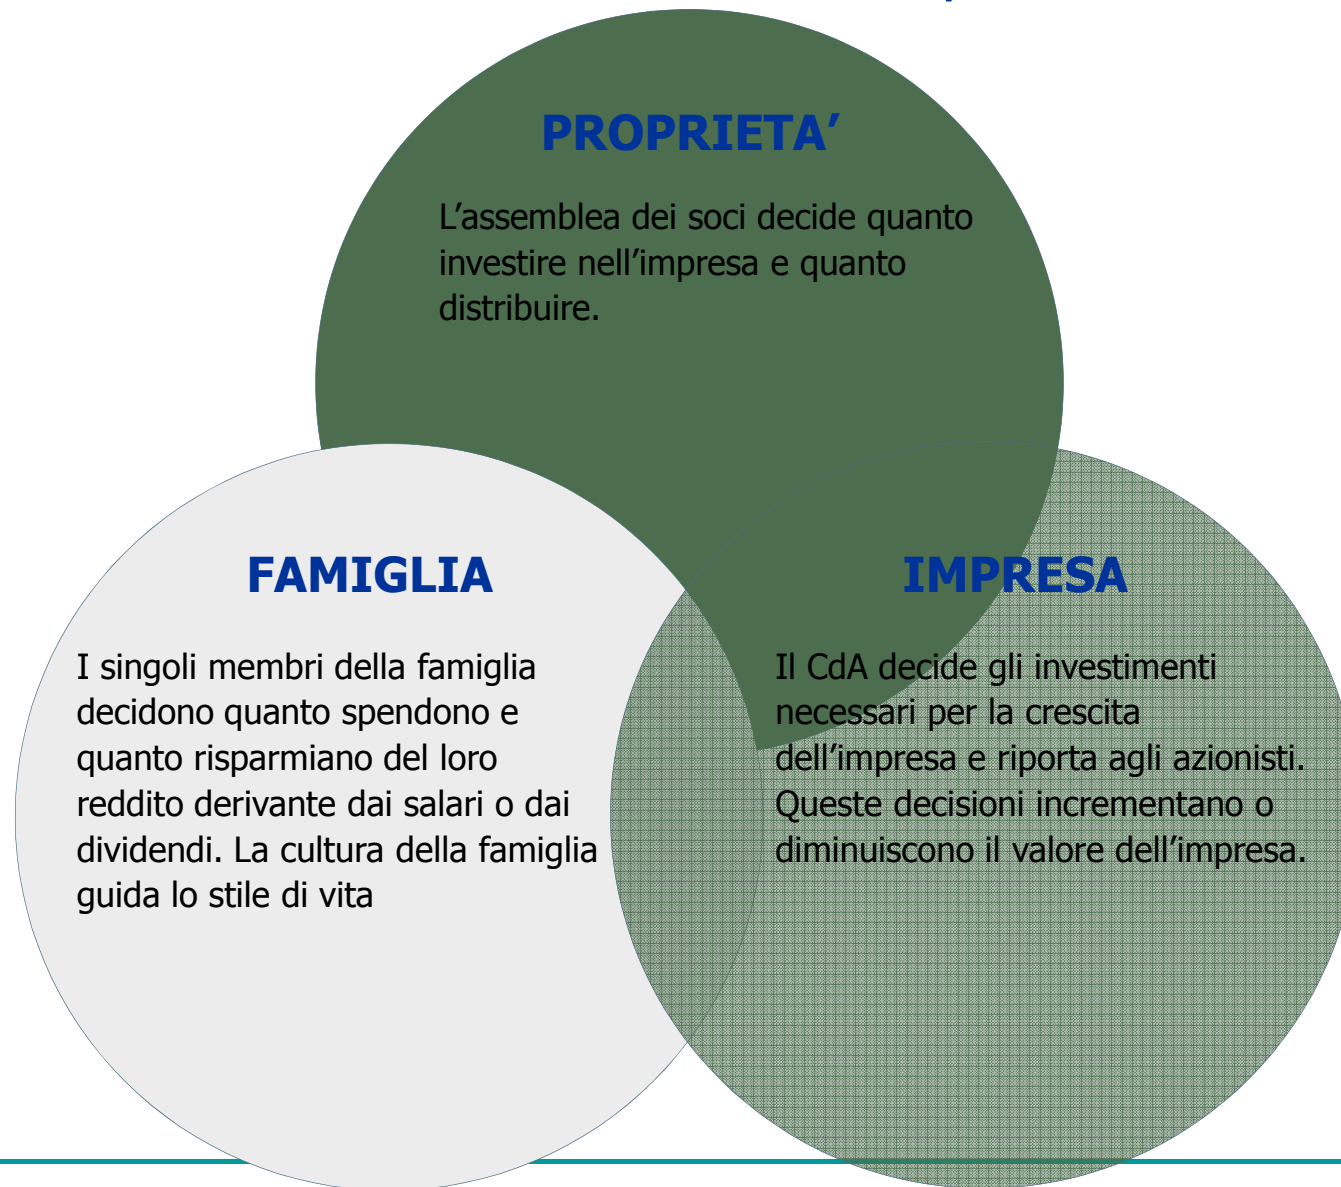 PROPRIETA’
L’assemblea dei soci decide quanto
investire nell’impresa e quanto
distribuire.
FAMIGLIA
I singoli membri della famiglia
decidono quanto spendono e
quanto risparmiano del loro
reddito derivante dai salari o dai
dividendi. La cultura della famiglia
guida lo stile di vita
IMPRESA
Il CdA decide gli investimenti
necessari per la crescita
dell’impresa e riporta agli azionisti.
Queste decisioni incrementano o
diminuiscono il valore dell’impresa.